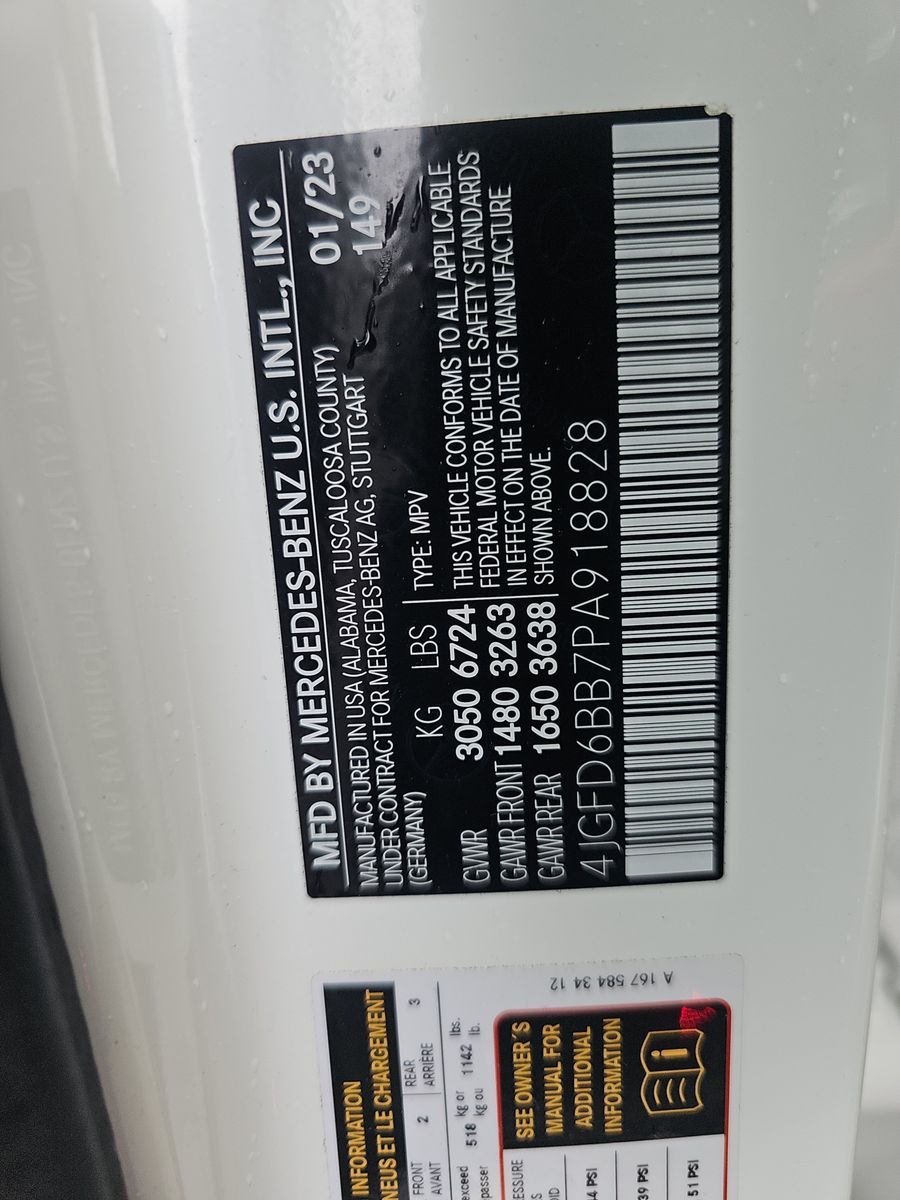 MFD BY MERCEDES-BENZ U.S. INTL., INC
MANUFACTURED IN USA (ALABAMA, TUSCALOOSA COUNTY) 01/23
UNDER CONTRACT FOR MERCEDES-BENZ AG, STUTTGART 149
(GERMANY)
KG LBS TYPE: MPV
GVWR 3050 6724 THIS VEHICLE CONFORMS TO ALL APPLICABLE
GAWR FRONT 1480 3263 FEDERAL MOTOR VEHICLE SAFETY STANDARDS
GAWR REAR 1650 3638 IN EFFECT ON THE DATE OF MANUFACTURE
SHOWN ABOVE.
4JGFD6BB7PA918828
INFORMATION
NEUS ET LE CHARGEMENT
FRONT 2 REAR 3
AVANT ARRIÈRE
exceed 518 kg or 1142 lbs.
passer kg ou lb.
ESSURE
51 PSI
39 PSI
SEE OWNER'S
MANUAL FOR
ADDITIONAL
INFORMATION
A 167 584 34 12